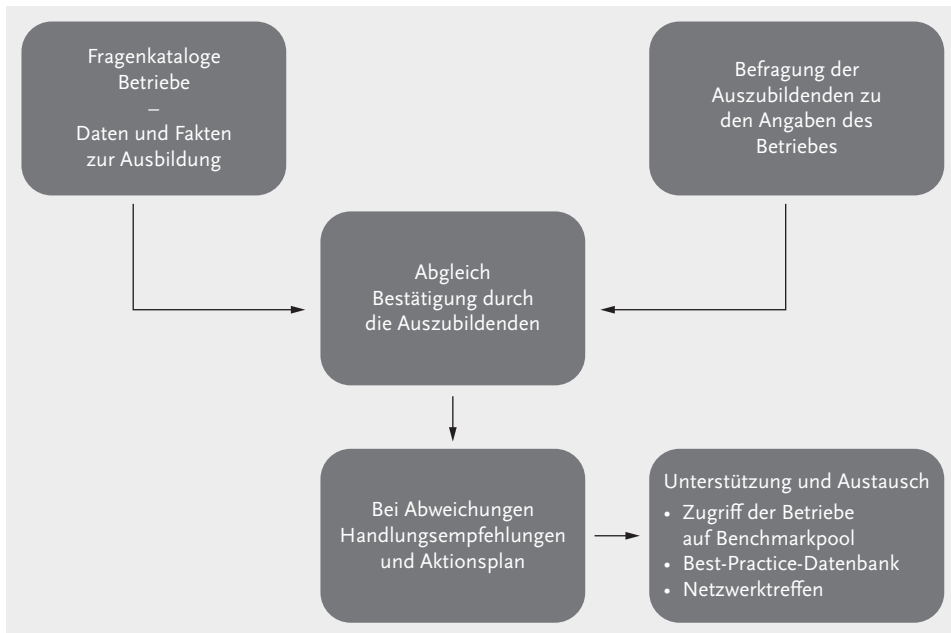 Fragenkataloge
Betriebe
–
Daten und Fakten
zur Ausbildung
Befragung der
Auszubildenden zu
den Angaben des
Betriebes
Abgleich
Bestätigung durch
die Auszubildenden
Bei Abweichungen
Handlungsempfehlungen
und Aktionsplan
Unterstützung und Austausch
• Zugriff der Betriebe
auf Benchmarkpool
• Best-Practice-Datenbank
• Netzwerktreffen